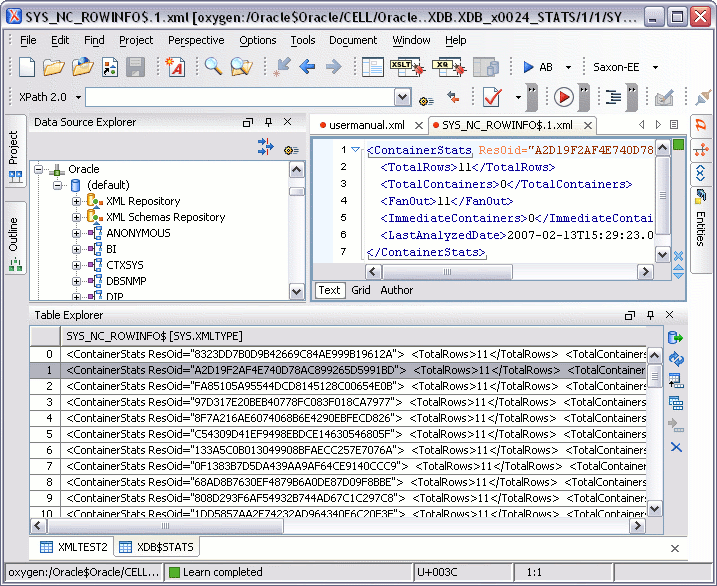 SYS_NC_ROWINFO$.1.xml [oxygen:/Oracle$Oracle/CELL/Oracle...XDB.XDB_x0024_STATS/1/1/SY...
File Edit Find Project Perspective Options Tools Document Window Help
XSLT XQ AB Saxon-EE
XPath 2.0
Project
Outline
Data Source Explorer
Oracle
(default)
XML Repository
XML Schemas Repository
ANONYMOUS
BI
CTXSYS
DBSNMP
DIP
usermanual.xml SYS_NC_ROWINFO$.1.xml
1 <ContainerStats ResOid="A2D19F2AF4E740D78
2 <TotalRows>11</TotalRows>
3 <TotalContainers>0</TotalContainers>
4 <FanOut>11</FanOut>
5 <ImmediateContainers>0</ImmediateContai
6 <LastAnalyzedDate>2007-02-13T15:29:23.0
7 </ContainerStats>
Text Grid Author
Entities
Table Explorer
SYS_NC_ROWINFO$ [SYS.XMLTYPE]
0 <ContainerStats ResOid="8323DD7B0D9B42669C84AE999B19612A"> <TotalRows>11</TotalRows> <TotalContainers
1 <ContainerStats ResOid="A2D19F2AF4E740D78AC899265D5991BD"> <TotalRows>11</TotalRows> <TotalContainers
2 <ContainerStats ResOid="FA85105A95544DCD8145128C00654E0B"> <TotalRows>11</TotalRows> <TotalContainers
3 <ContainerStats ResOid="97D317E20BEB40778FC083F018CA7977"> <TotalRows>11</TotalRows> <TotalContainers
4 <ContainerStats ResOid="8F7A216AE6074068B6E4290EBFECD826"> <TotalRows>11</TotalRows> <TotalContainers
5 <ContainerStats ResOid="C54309D41EF9498EBDCE14630546805F"> <TotalRows>11</TotalRows> <TotalContainers
6 <ContainerStats ResOid="133A5C0B013049908BFAECC257E7076A"> <TotalRows>11</TotalRows> <TotalContainers
7 <ContainerStats ResOid="0F1383B7D5DA439AA9AF64CE9140CCC9"> <TotalRows>11</TotalRows> <TotalContainers
8 <ContainerStats ResOid="68AD8B7630EF4879B6A0DE87D09F8BBE"> <TotalRows>11</TotalRows> <TotalContainers
9 <ContainerStats ResOid="808D293F6AF54932B744AD67C1C297C8"> <TotalRows>11</TotalRows> <TotalContainers
10 <ContainerStats ResOid="1DD5857AA2F74232AD964340F6C20F3F"> <TotalRows>11</TotalRows> <TotalContainers
XMLTEST2 XDB$STATS
oxygen:/Oracle$Oracle/CELL... Learn completed U+003C 1:1